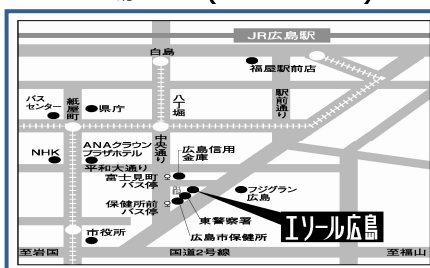 JR広島駅
白島
福屋駅前店
バス
センター
紙屋町
県庁
八丁堀
駅前通り
NHK
ANAクラウン
プラザホテル
中央通り
広島信用
金庫
平和大通り
富士見町
バス停
フジグラン
広島
保健所前
バス停
東警察署
エソール広島
市役所
広島市保健所
至岩国
国道2号線
至福山